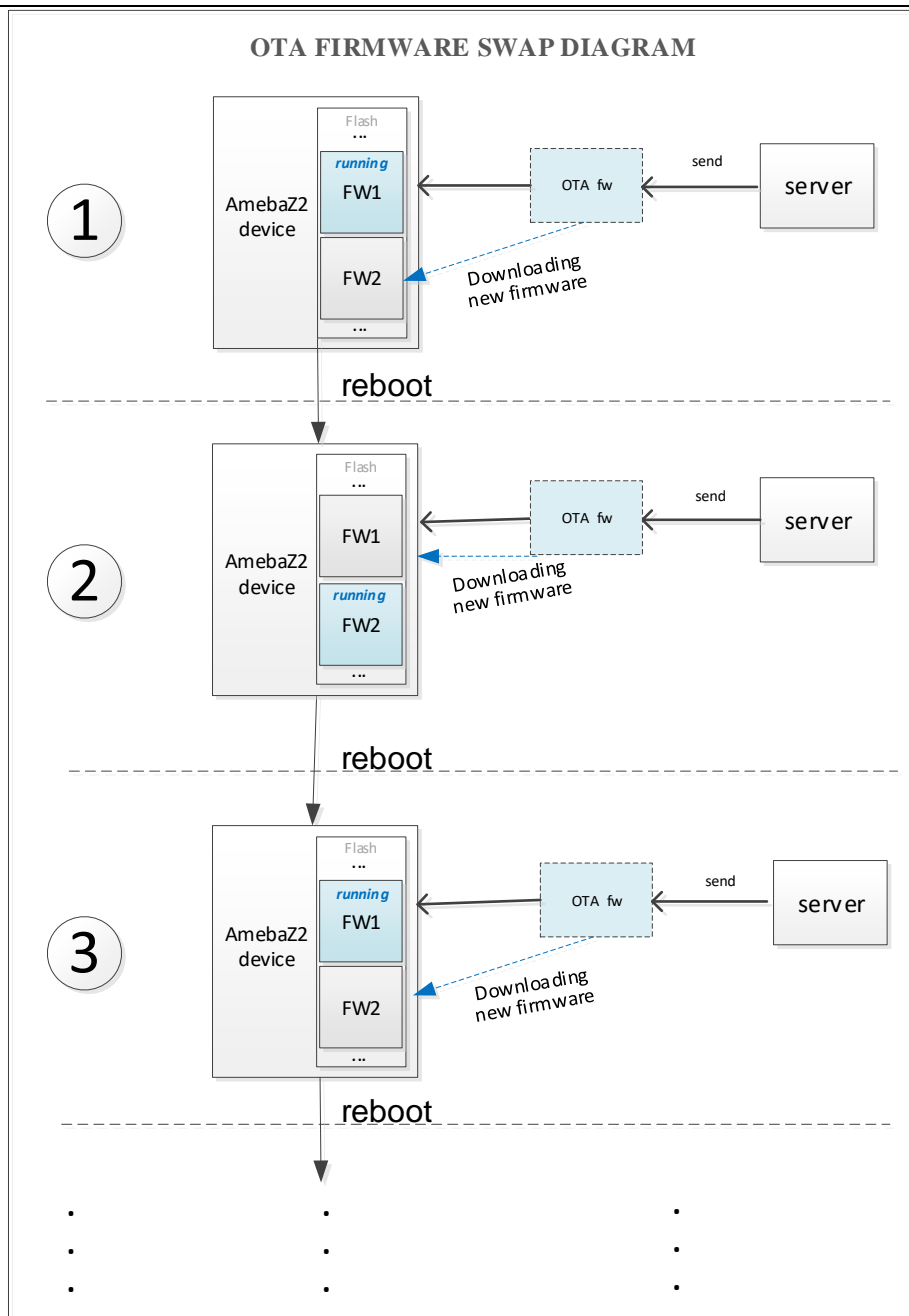 OTA FIRMWARE SWAP DIAGRAM
1
AmebaZ2
device
Flash
...
running
FW1
FW2
...
OTA fw
send
server
Downloading
new firmware
reboot
2
AmebaZ2
device
Flash
...
FW1
running
FW2
...
OTA fw
send
server
Downloading
new firmware
reboot
3
AmebaZ2
device
Flash
...
running
FW1
FW2
...
OTA fw
send
server
Downloading
new firmware
reboot